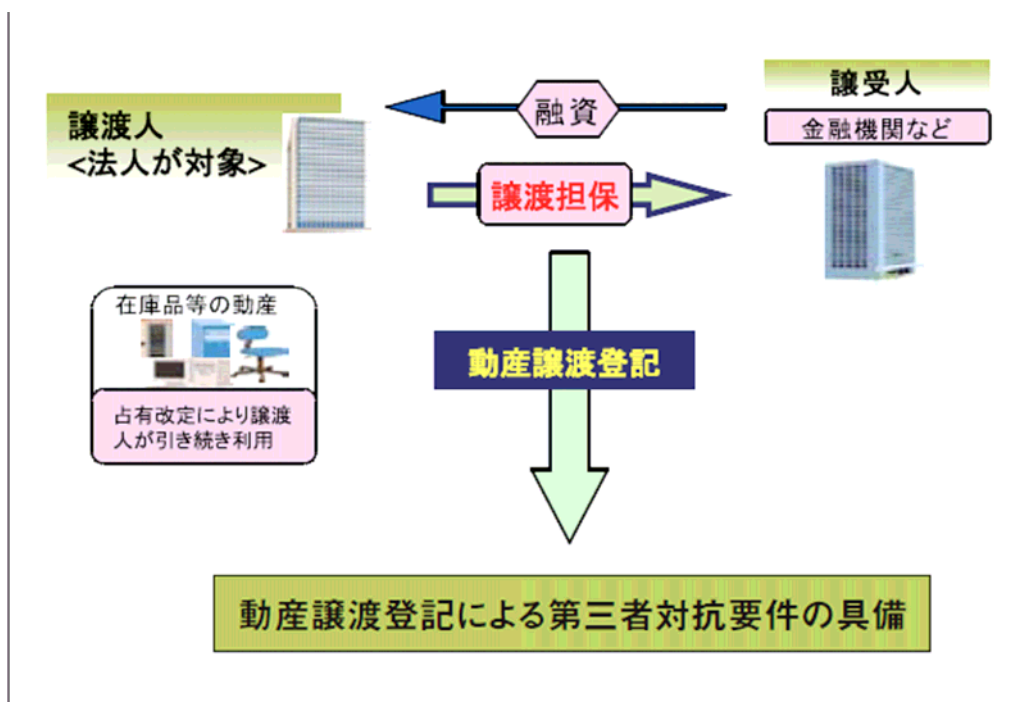 譲渡人
<法人が対象>
融資
譲受人
金融機関など
譲渡担保
在庫品等の動産
占有改定により譲渡
人が引き続き利用
動産譲渡登記
動産譲渡登記による第三者対抗要件の具備